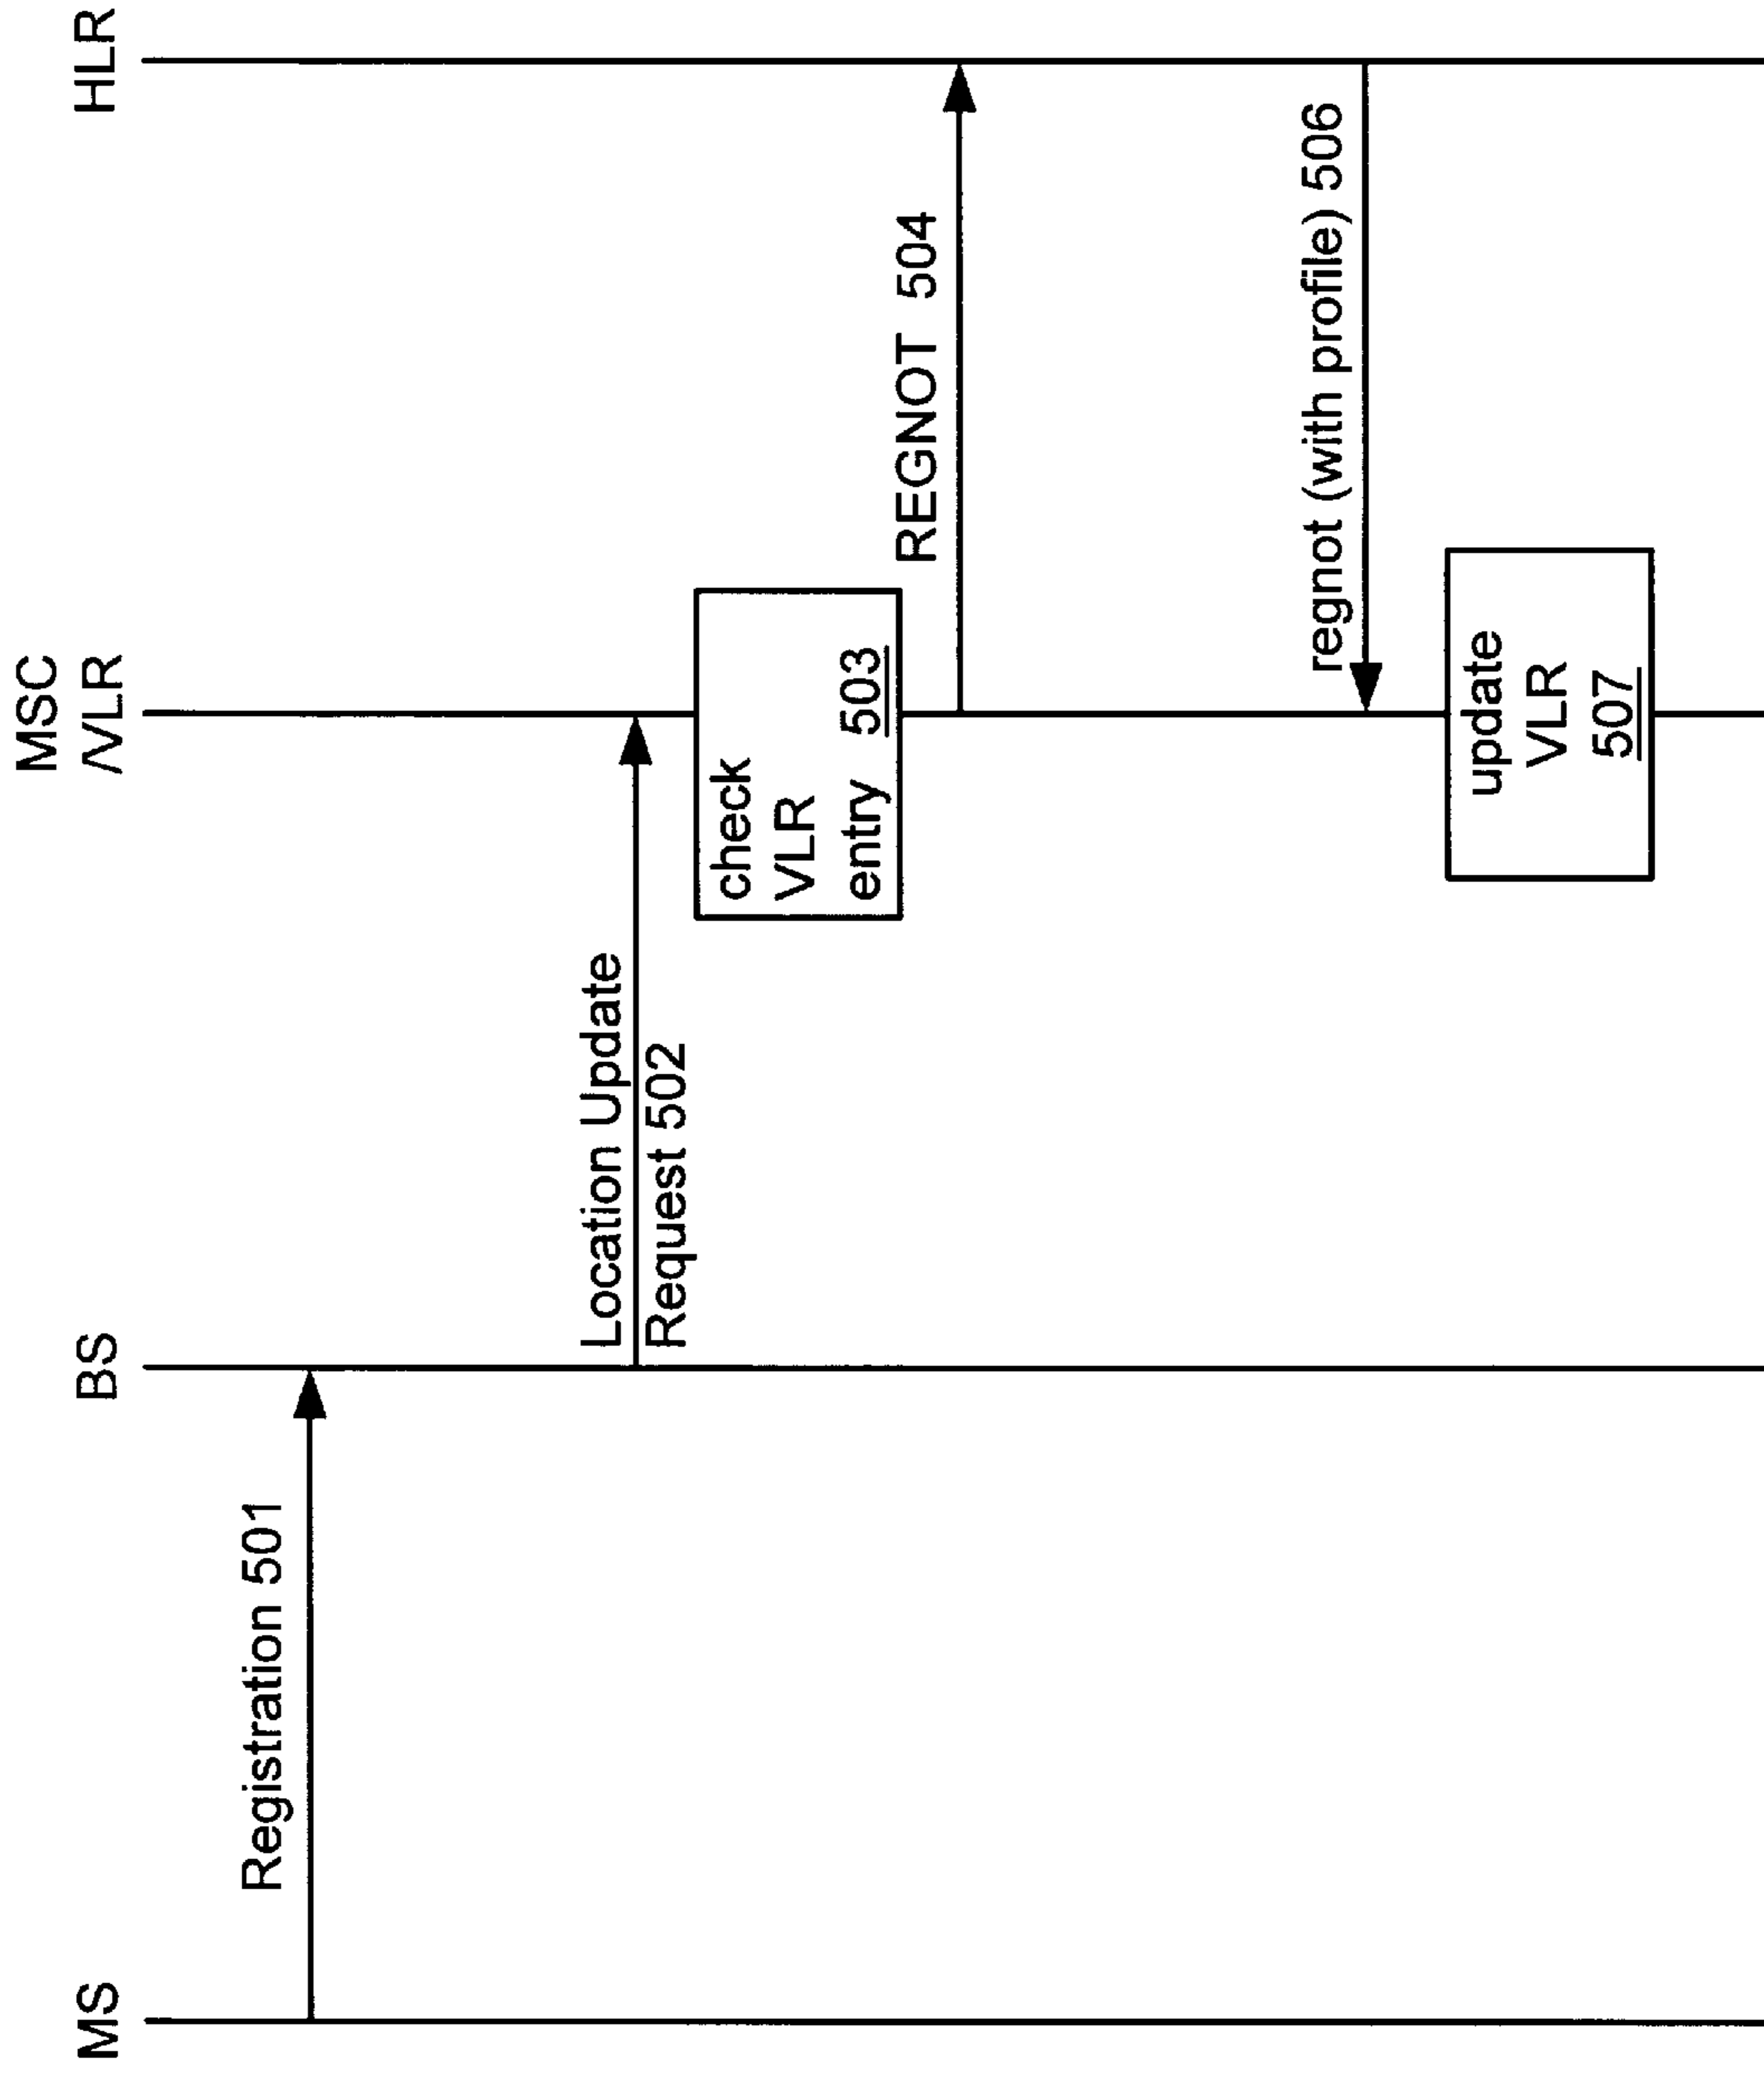 MS
BS
MSC
/VLR
HLR
Registration 501
Location Update
Request 502
check
VLR
entry 503
REGNOT 504
regnot (with profile) 506
update
VLR
507